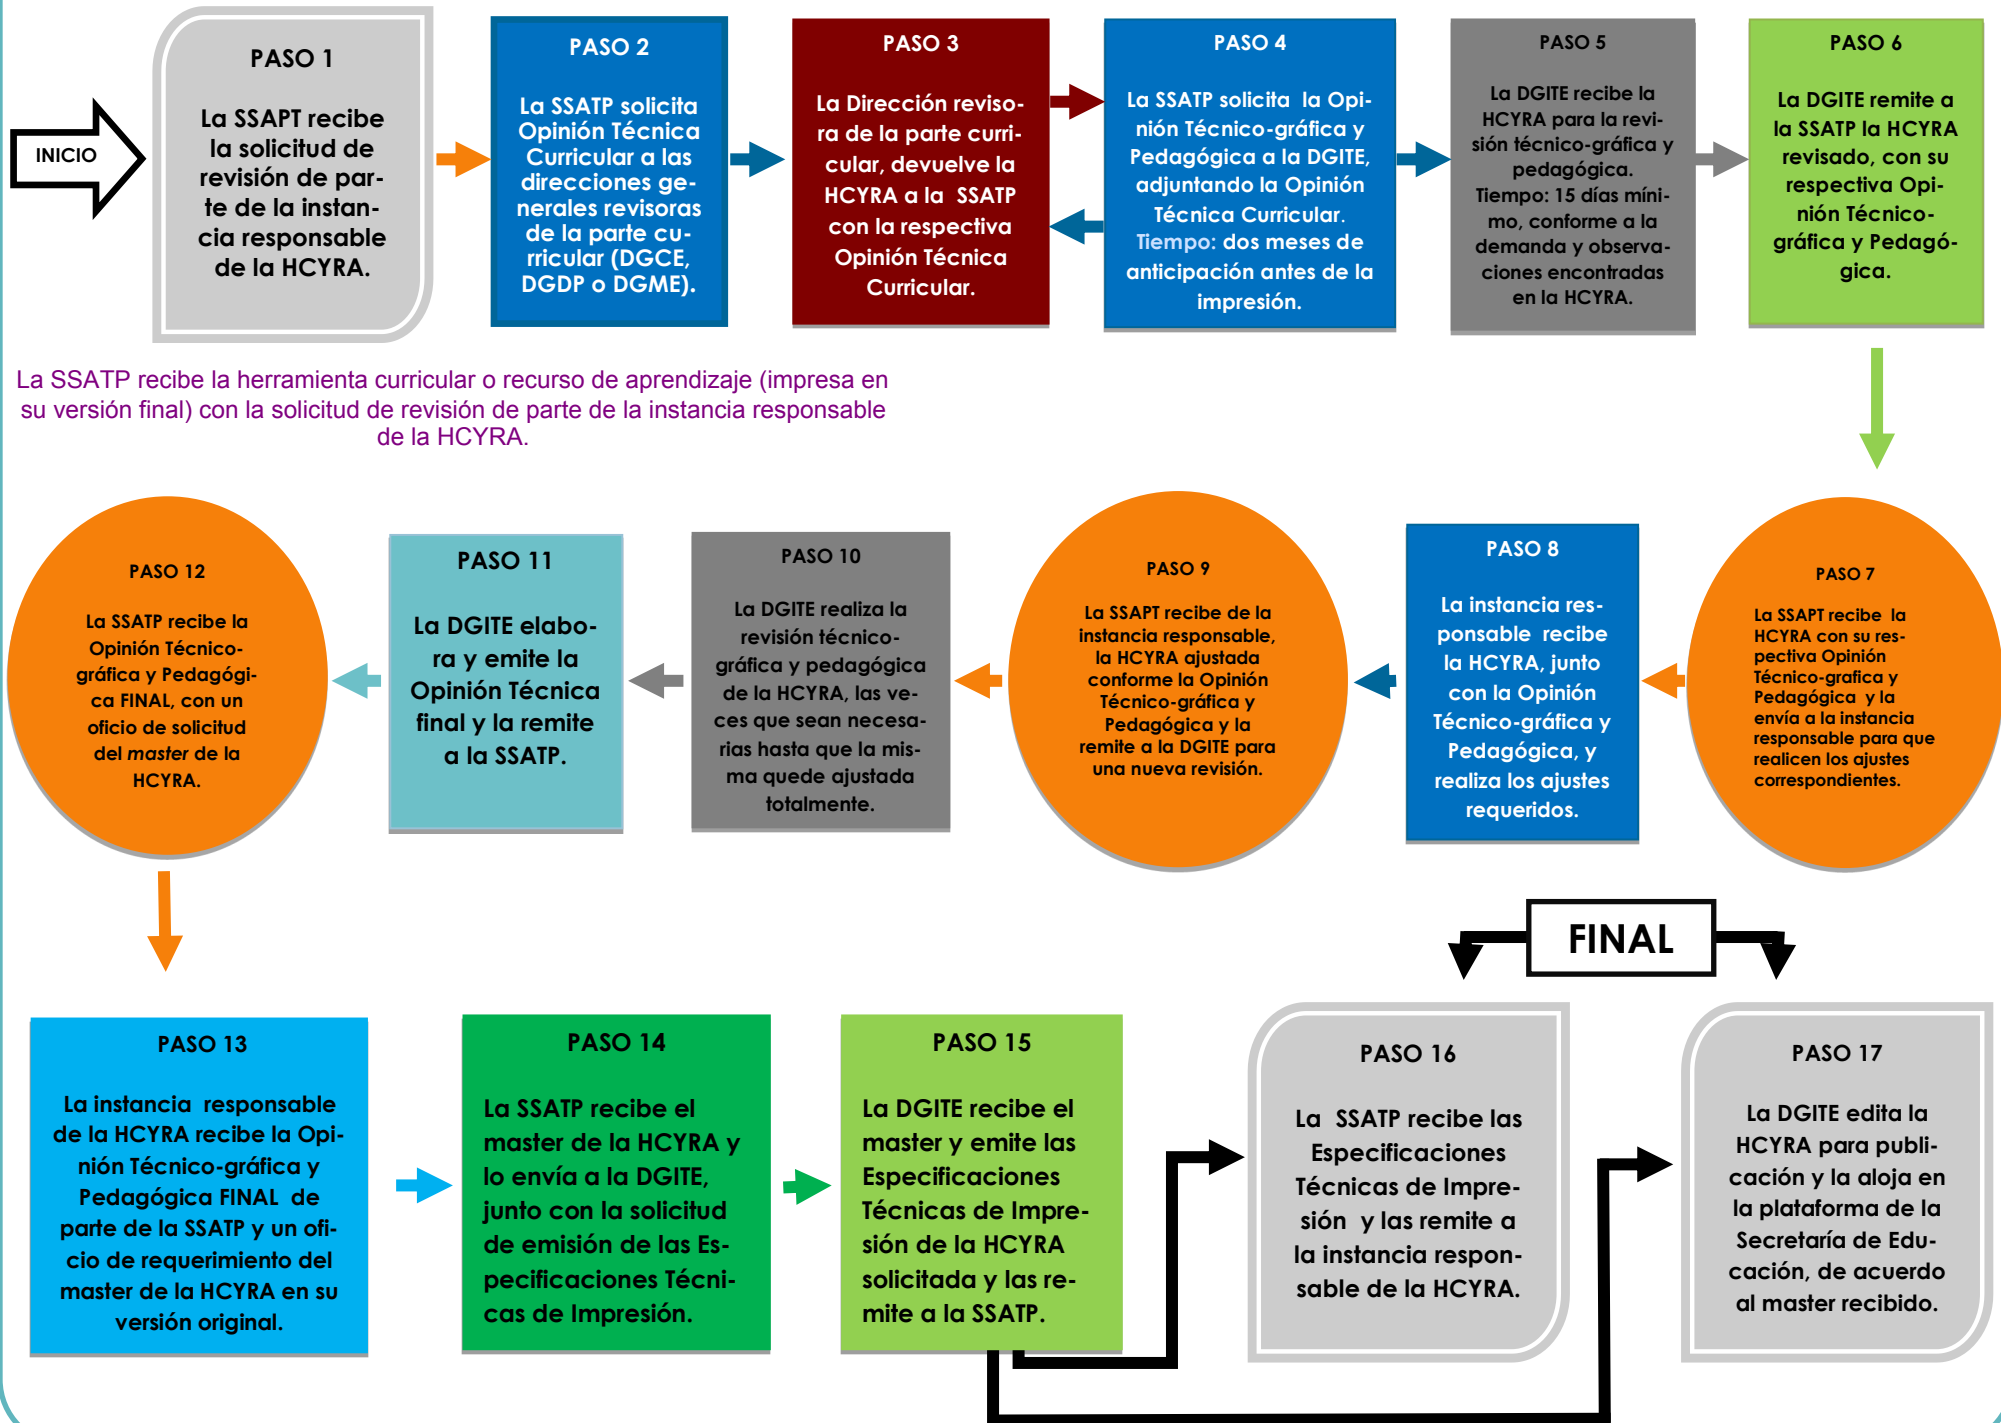 INICIO
PASO 1
La SSAPT recibe
la solicitud de
revisión de par-
te de la instan-
cia responsable
de la HCYRA.
PASO 2
La SSATP solicita
Opinión Técnica
Curricular a las
direcciones ge-
nerales revisoras
de la parte cu-
rricular (DGCE,
DGDP o DGME).
PASO 3
La Dirección reviso-
ra de la parte curri-
cular, devuelve la
HCYRA a la SSATP
con la respectiva
Opinión Técnica
Curricular.
PASO 4
La SSATP solicita la Opi-
nión Técnico-gráfica y
Pedagógica a la DGITE,
adjuntando la Opinión
Técnica Curricular.
Tiempo: dos meses de
anticipación antes de la
impresión.
PASO 5
La DGITE recibe la
HCYRA para la revi-
sión técnico-gráfica y
pedagógica.
Tiempo: 15 días míni-
mo, conforme a la
demanda y observa-
ciones encontradas
en la HCYRA.
PASO 6
La DGITE remite a
la SSATP la HCYRA
revisado, con su
respectiva Opi-
nión Técnico-
gráfica y Pedagó-
gica.
La SSATP recibe la herramienta curricular o recurso de aprendizaje (impresa en
su versión final) con la solicitud de revisión de parte de la instancia responsable
de la HCYRA.
PASO 7
La SSAPT recibe la
HCYRA con su res-
pectiva Opinión
Técnico-grafica y
Pedagógica y la
envía a la instancia
responsable para que
realicen los ajustes
correspondientes.
PASO 8
La instancia res-
ponsable recibe
la HCYRA, junto
con la Opinión
Técnico-gráfica y
Pedagógica, y
realiza los ajustes
requeridos.
PASO 9
La SSAPT recibe de la
instancia responsable,
la HCYRA ajustada
conforme la Opinión
Técnico-gráfica y
Pedagógica y la
remite a la DGITE para
una nueva revisión.
PASO 10
La DGITE realiza la
revisión técnico-
gráfica y pedagógica
de la HCYRA, las ve-
ces que sean necesa-
rias hasta que la mis-
ma quede ajustada
totalmente.
PASO 11
La DGITE elabo-
ra y emite la
Opinión Técnica
final y la remite
a la SSATP.
PASO 12
La SSATP recibe la
Opinión Técnico-
gráfica y Pedagógi-
ca FINAL, con un
oficio de solicitud
del master de la
HCYRA.
FINAL
PASO 13
La instancia responsable
de la HCYRA recibe la Opi-
nión Técnico-gráfica y
Pedagógica FINAL de
parte de la SSATP y un ofi-
cio de requerimiento del
master de la HCYRA en su
versión original.
PASO 14
La SSATP recibe el
master de la HCYRA y
lo envía a la DGITE,
junto con la solicitud
de emisión de las Es-
pecificaciones Técni-
cas de Impresión.
PASO 15
La DGITE recibe el
master y emite las
Especificaciones
Técnicas de Impre-
sión de la HCYRA
solicitada y las re-
mite a la SSATP.
PASO 16
La SSATP recibe las
Especificaciones
Técnicas de Impre-
sión y las remite a
la instancia respon-
sable de la HCYRA.
PASO 17
La DGITE edita la
HCYRA para publi-
cación y la aloja en
la plataforma de la
Secretaría de Edu-
cación, de acuerdo
al master recibido.